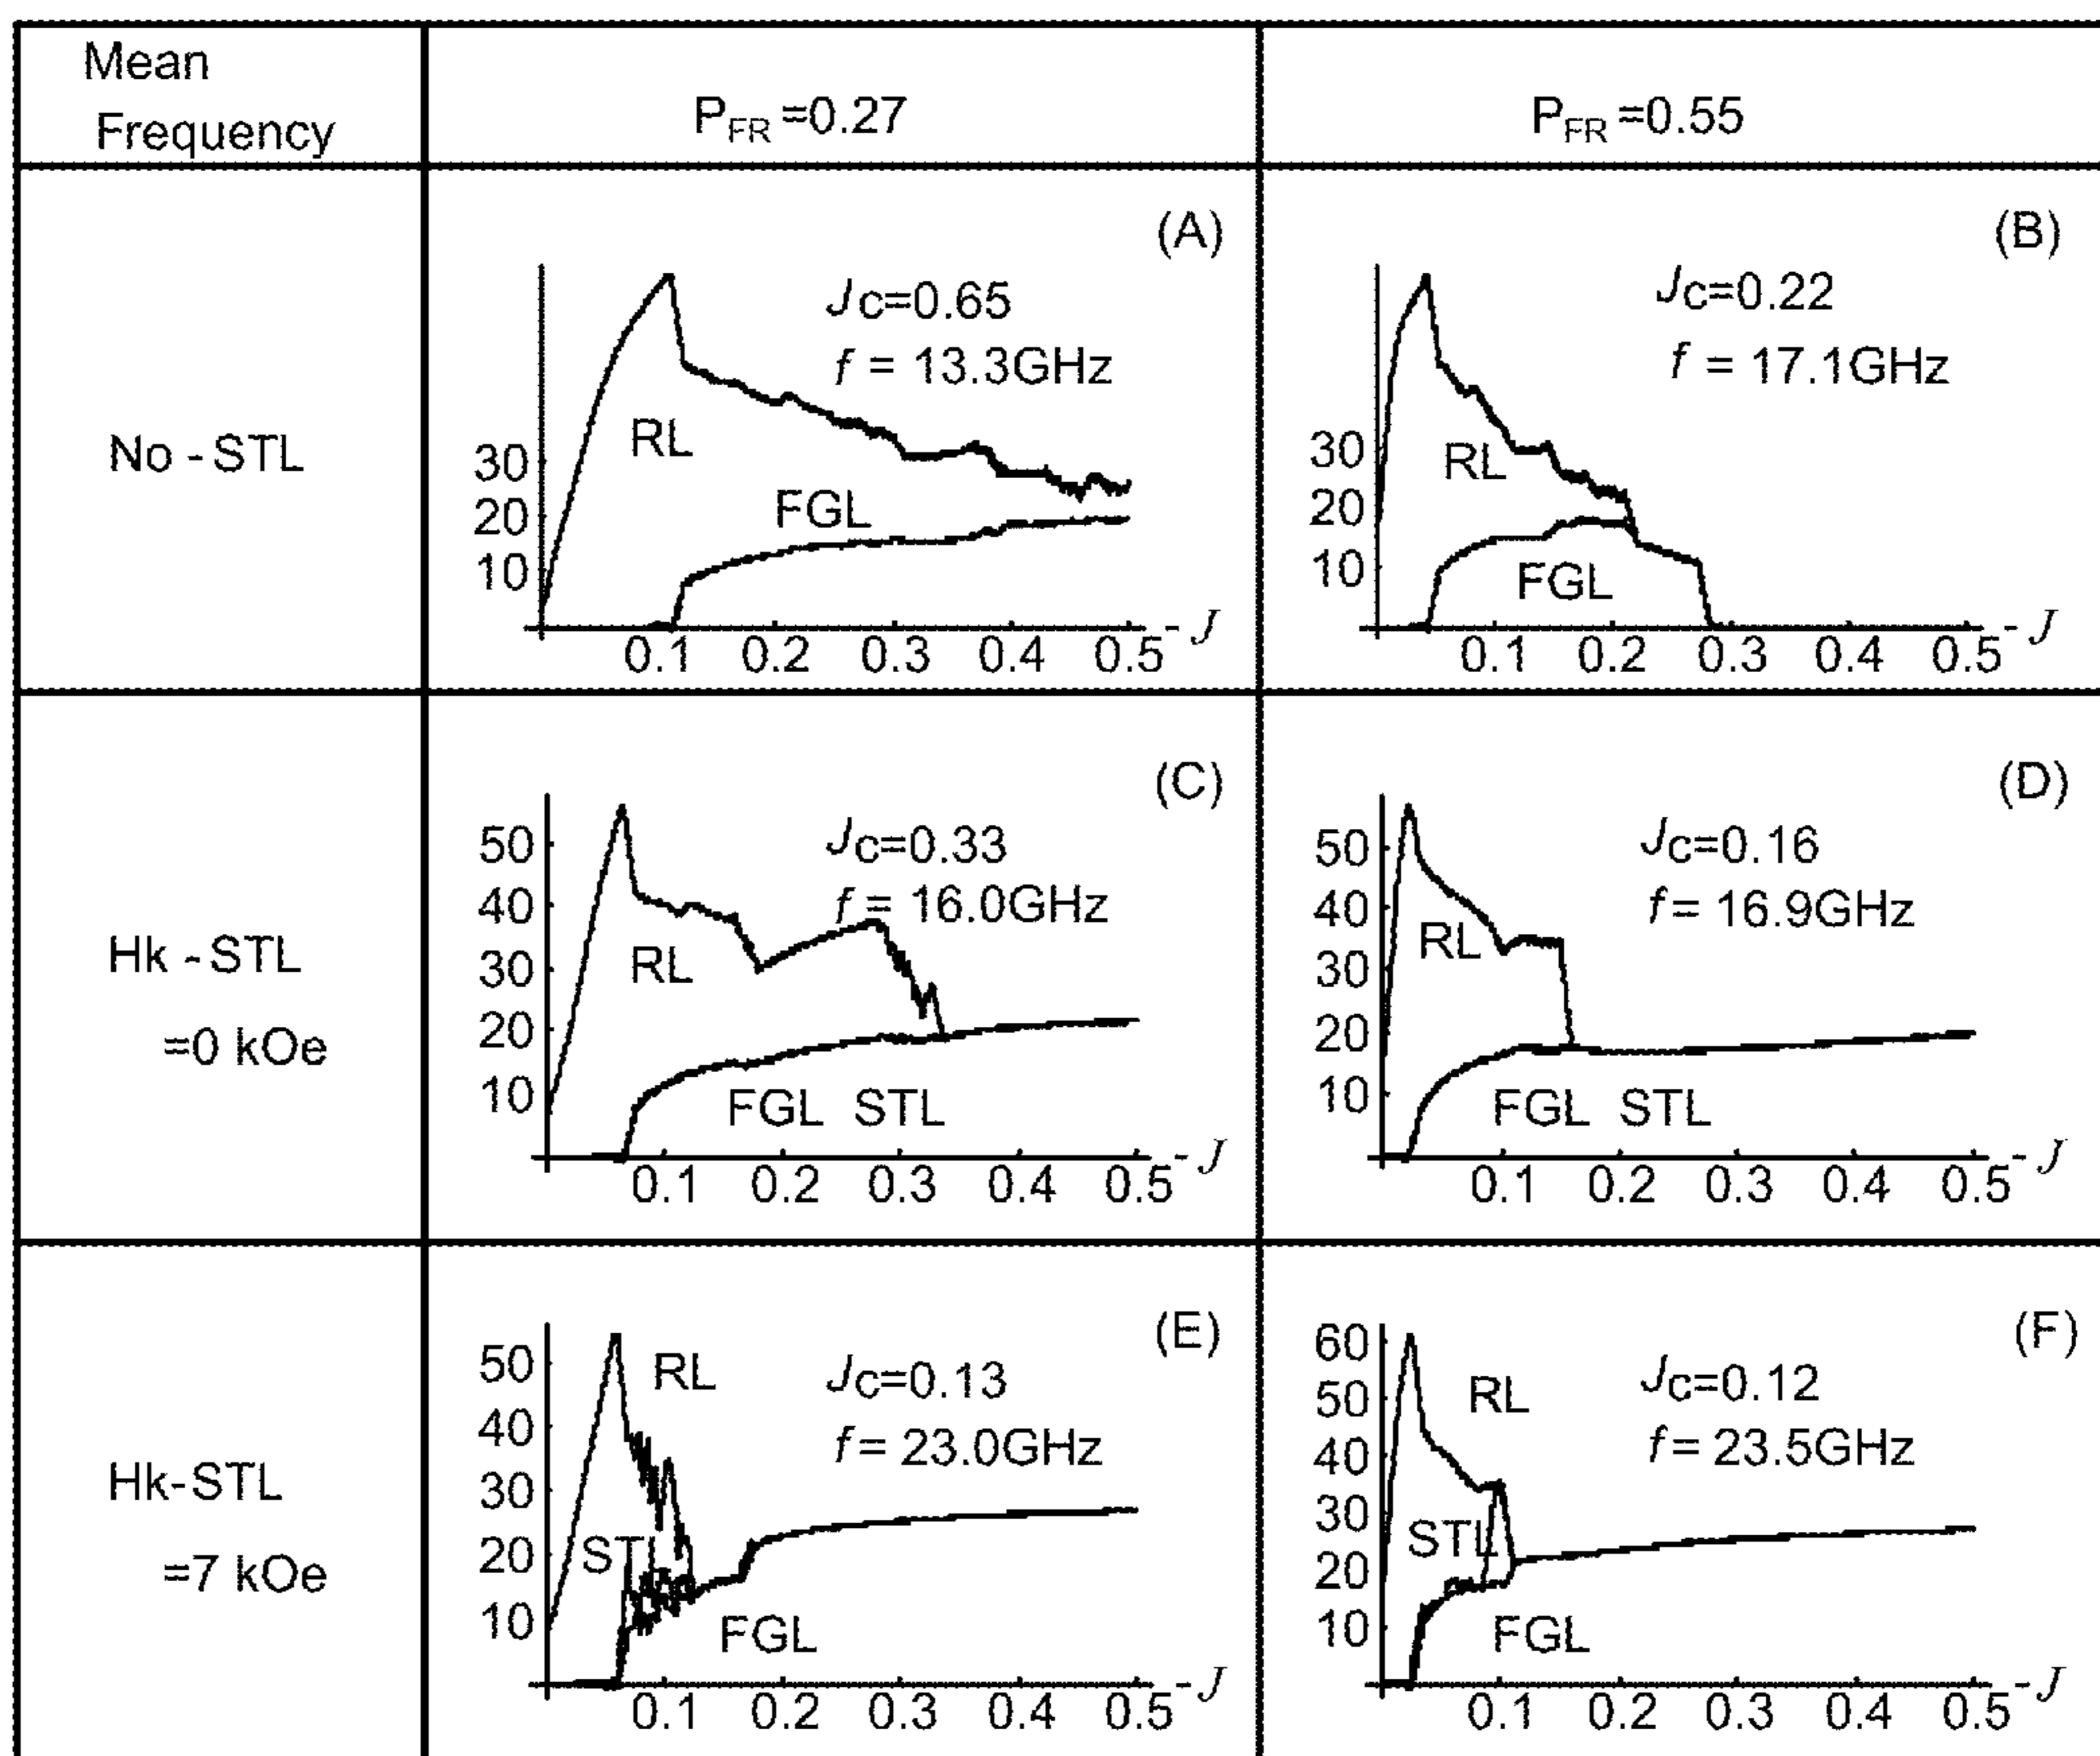 Mean
Frequency
P_FR =0.27
P_FR =0.55
No - STL
(A)
Jc=0.65
f = 13.3GHz
RL
FGL
30
20
10
0.1 0.2 0.3 0.4 0.5 - J
(B)
Jc=0.22
f = 17.1GHz
RL
FGL
30
20
10
0.1 0.2 0.3 0.4 0.5 - J
Hk - STL
=0 kOe
(C)
Jc=0.33
f = 16.0GHz
RL
FGL STL
50
40
30
20
10
0.1 0.2 0.3 0.4 0.5 - J
(D)
Jc=0.16
f = 16.9GHz
RL
FGL STL
50
40
30
20
10
0.1 0.2 0.3 0.4 0.5 - J
Hk-STL
=7 kOe
(E)
RL
Jc=0.13
f = 23.0GHz
STL
FGL
50
40
30
20
10
0.1 0.2 0.3 0.4 0.5 - J
(F)
RL
Jc=0.12
f = 23.5GHz
STL
FGL
60
50
40
30
20
10
0.1 0.2 0.3 0.4 0.5 - J